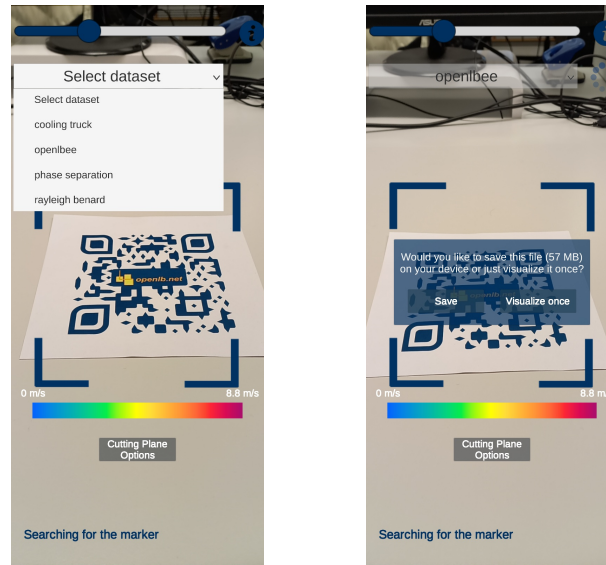 Select dataset
Select dataset
cooling truck
openlbee
phase separation
rayleigh benard
openlb.net
0 m/s
8.8 m/s
Cutting Plane
Options
Searching for the marker
ASUS
openlbee
Would you like to save this file (57 MB)
on your device or just visualize it once?
Save
Visualize once
0 m/s
8.8 m/
Cutting Plane
Options
Searching for the marker